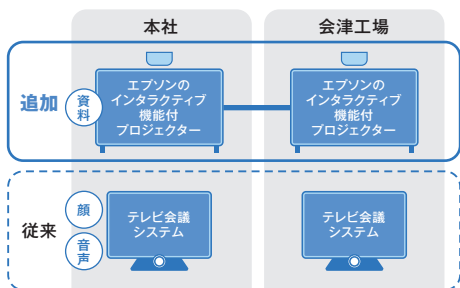 本社
会津工場
追加
資料
エプソンの
インタラクティブ
機能付
プロジェクター
エプソンの
インタラクティブ
機能付
プロジェクター
従来
顔
音声
テレビ会議
システム
テレビ会議
システム